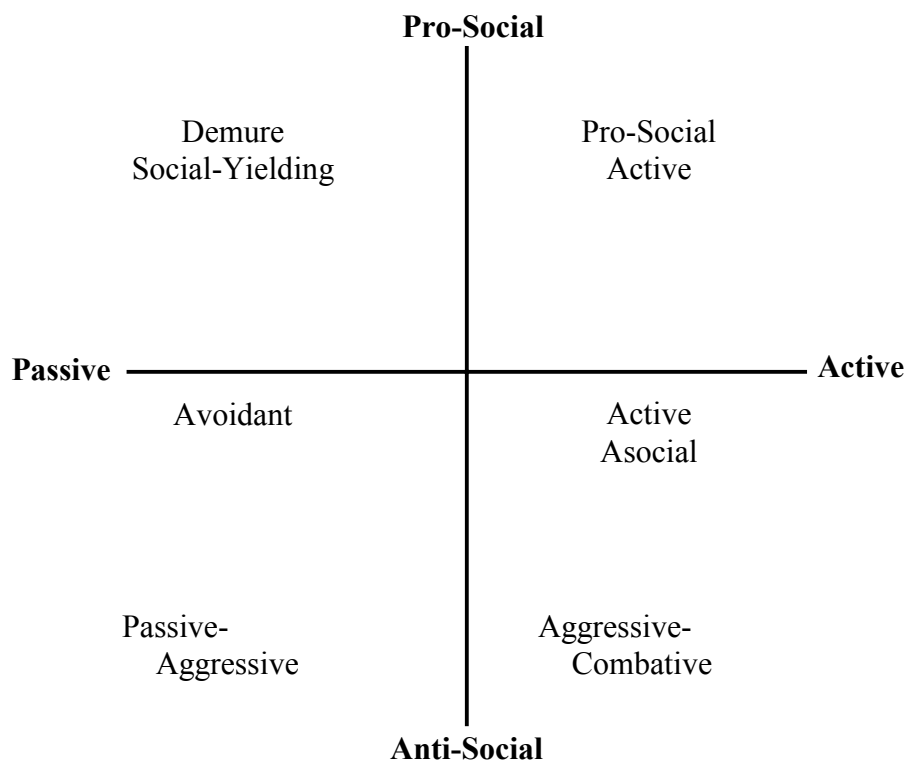 Pro-Social
Demure
Social-Yielding
Pro-Social
Active
Passive
Active
Avoidant
Active
Asocial
Passive-
Aggressive
Aggressive-
Combative
Anti-Social